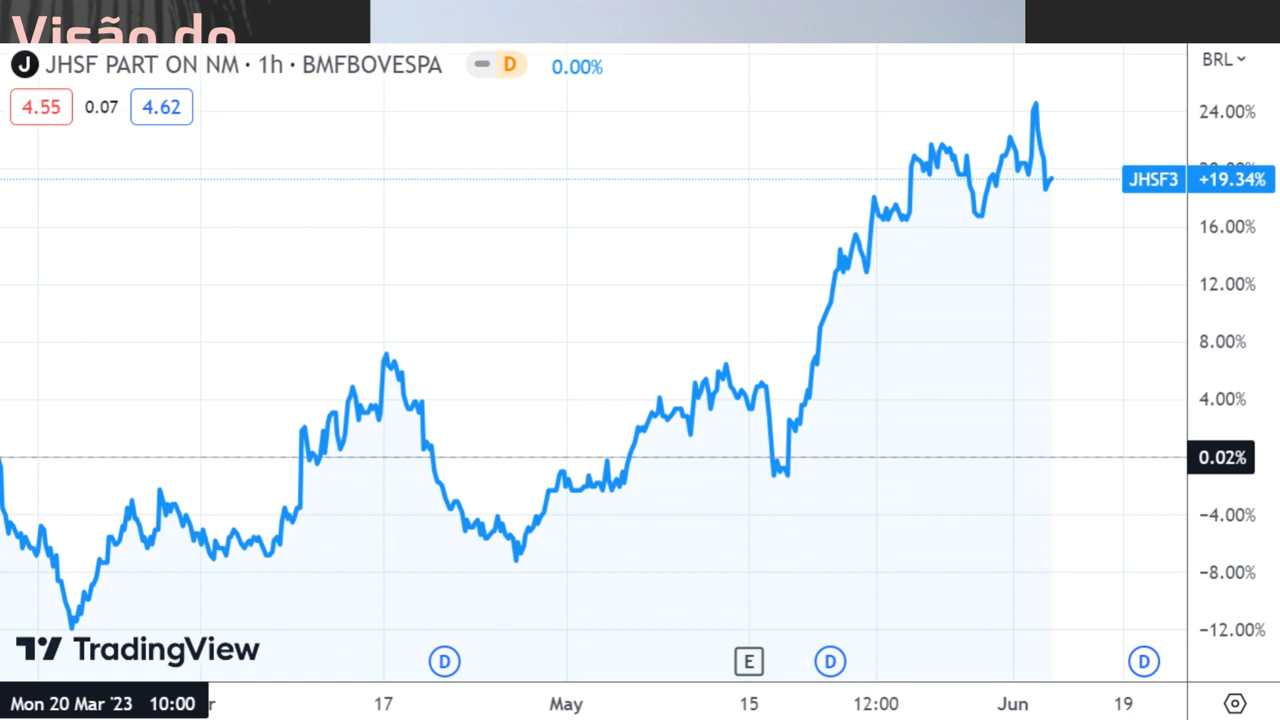 Visão do
JHSF PART ON NM · 1h · BMFBOVESPA D 0.00% BRL
4.55 0.07 4.62
24.00%
JHSF3 +19.34%
16.00%
12.00%
8.00%
4.00%
0.02%
−4.00%
−8.00%
−12.00%
TradingView
D E D D
Mon 20 Mar '23 10:00 17 May 15 12:00 Jun 19